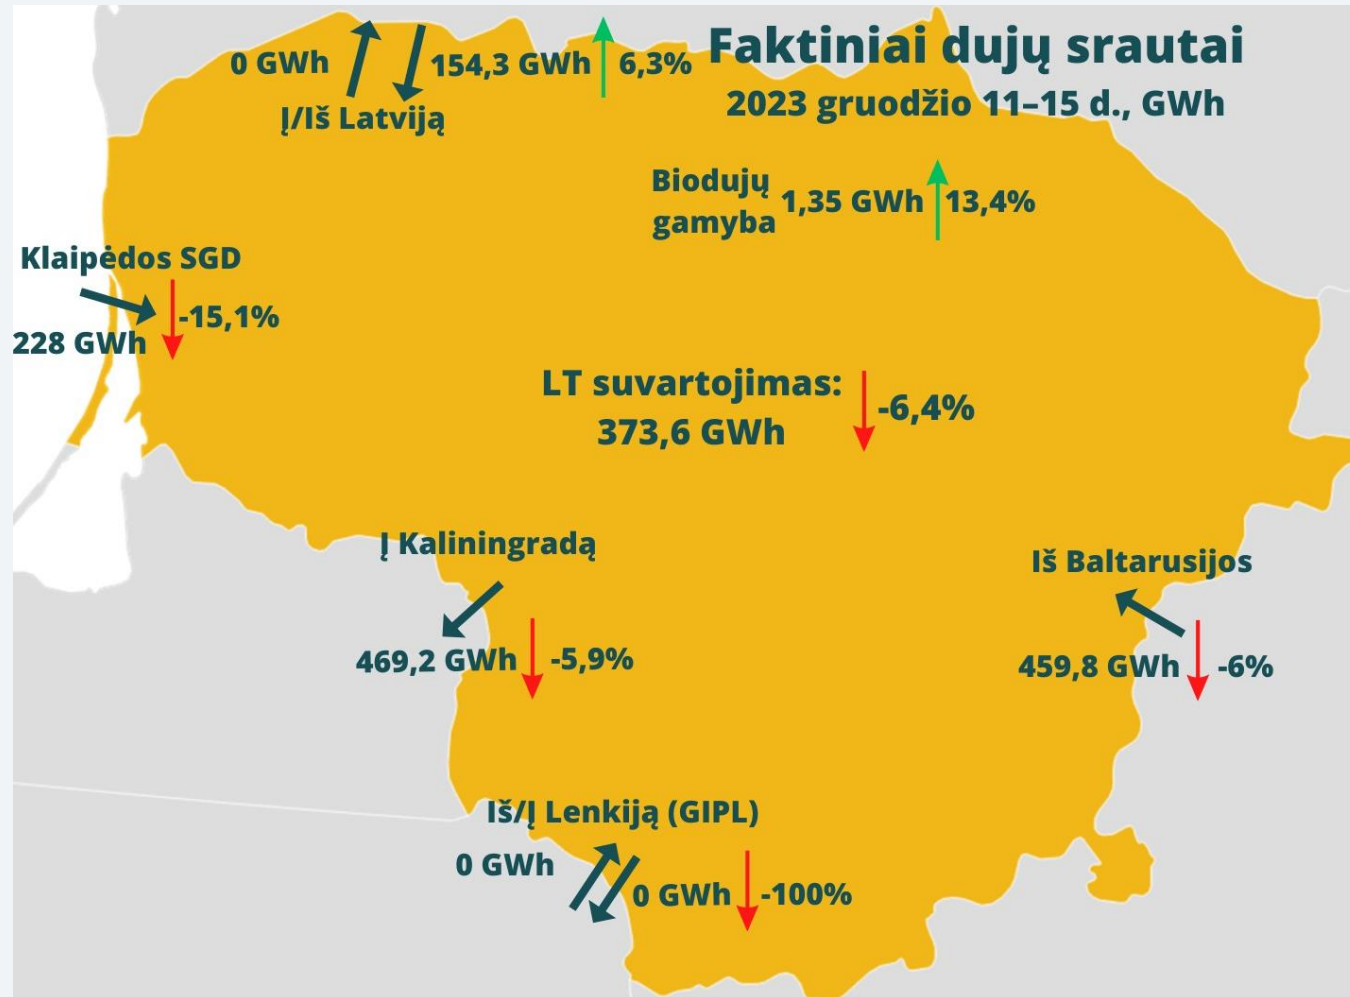 Faktiniai dujų srautai
2023 gruodžio 11–15 d., GWh
0 GWh
154,3 GWh 6,3%
Į/Iš Latviją
Biodujų
gamyba
1,35 GWh 13,4%
Klaipėdos SGD
-15,1%
228 GWh
LT suvartojimas:
373,6 GWh
-6,4%
Į Kaliningradą
469,2 GWh -5,9%
Iš Baltarusijos
459,8 GWh -6%
Iš/Į Lenkiją (GIPL)
0 GWh
0 GWh -100%